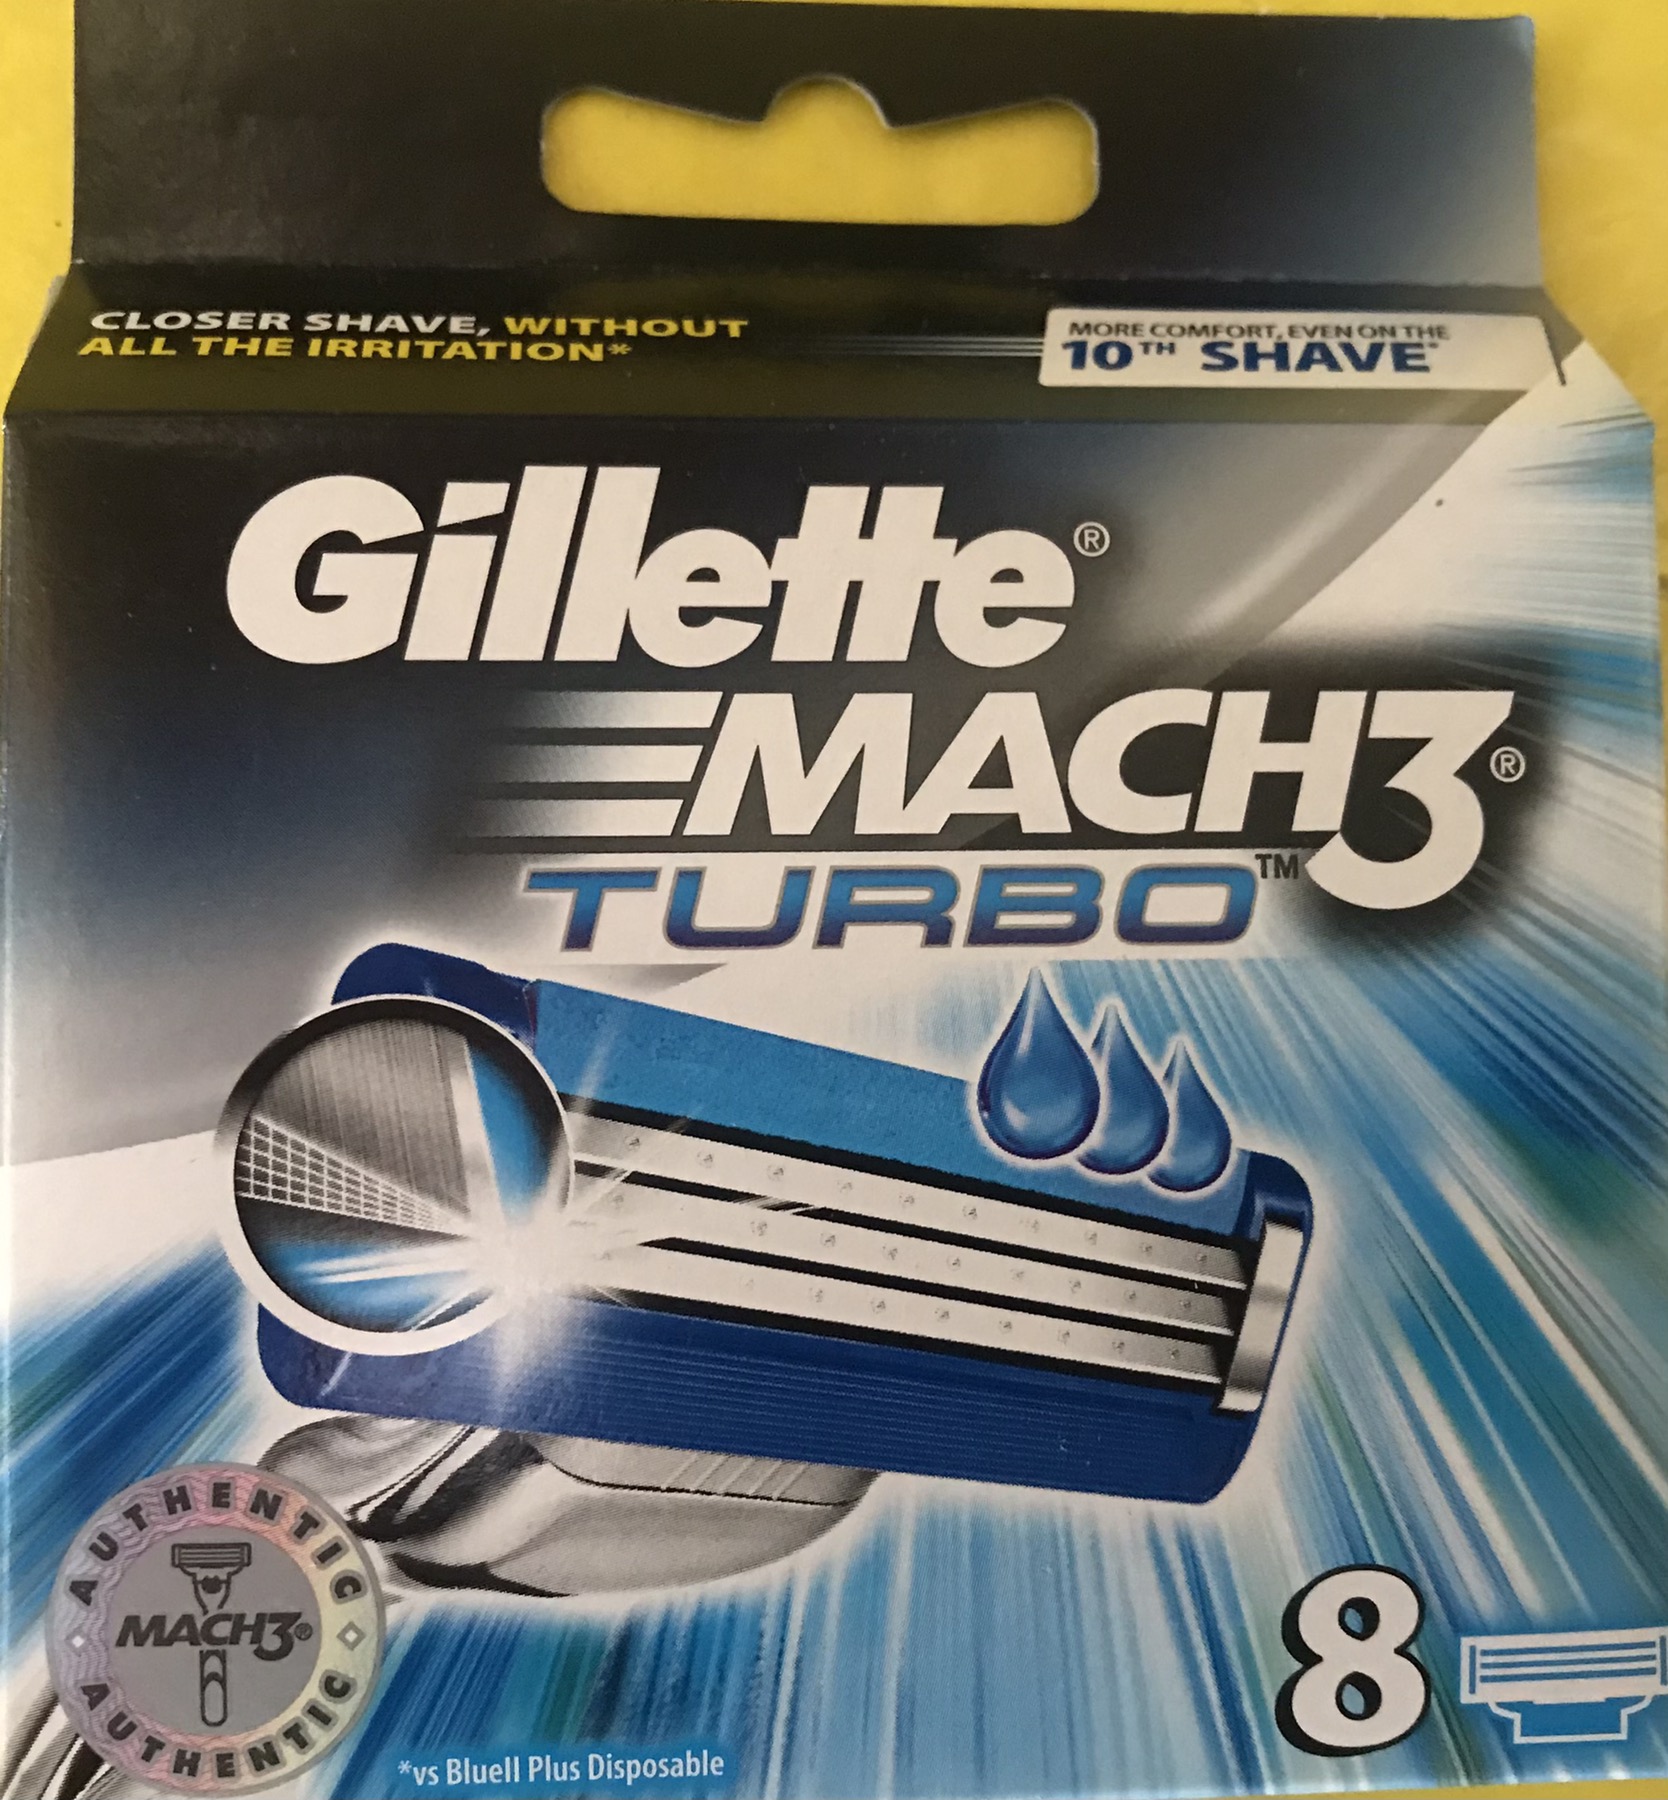 CLOSER SHAVE, WITHOUT
ALL THE IRRITATION*
MORE COMFORT, EVEN ON THE
10TH SHAVE*
Gillette®
MACH3®
TURBO™
AUTHENTIC
MACH3®
AUTHENTIC
8
*vs BlueII Plus Disposable